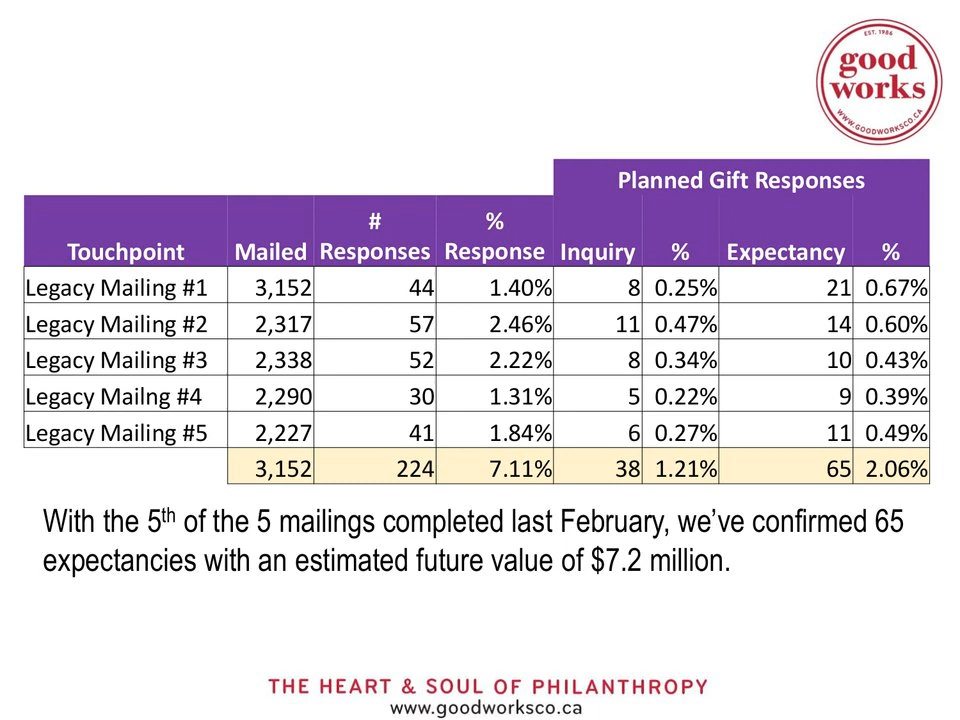 EST. 1986
good
works
WWW.GOODWORKSCO.CA
Planned Gift Responses
Touchpoint Mailed # Responses % Response Inquiry % Expectancy %
Legacy Mailing #1 3,152 44 1.40% 8 0.25% 21 0.67%
Legacy Mailing #2 2,317 57 2.46% 11 0.47% 14 0.60%
Legacy Mailing #3 2,338 52 2.22% 8 0.34% 10 0.43%
Legacy Mailng #4 2,290 30 1.31% 5 0.22% 9 0.39%
Legacy Mailing #5 2,227 41 1.84% 6 0.27% 11 0.49%
3,152 224 7.11% 38 1.21% 65 2.06%
With the 5th of the 5 mailings completed last February, we’ve confirmed 65
expectancies with an estimated future value of $7.2 million.
THE HEART & SOUL OF PHILANTHROPY
www.goodworksco.ca